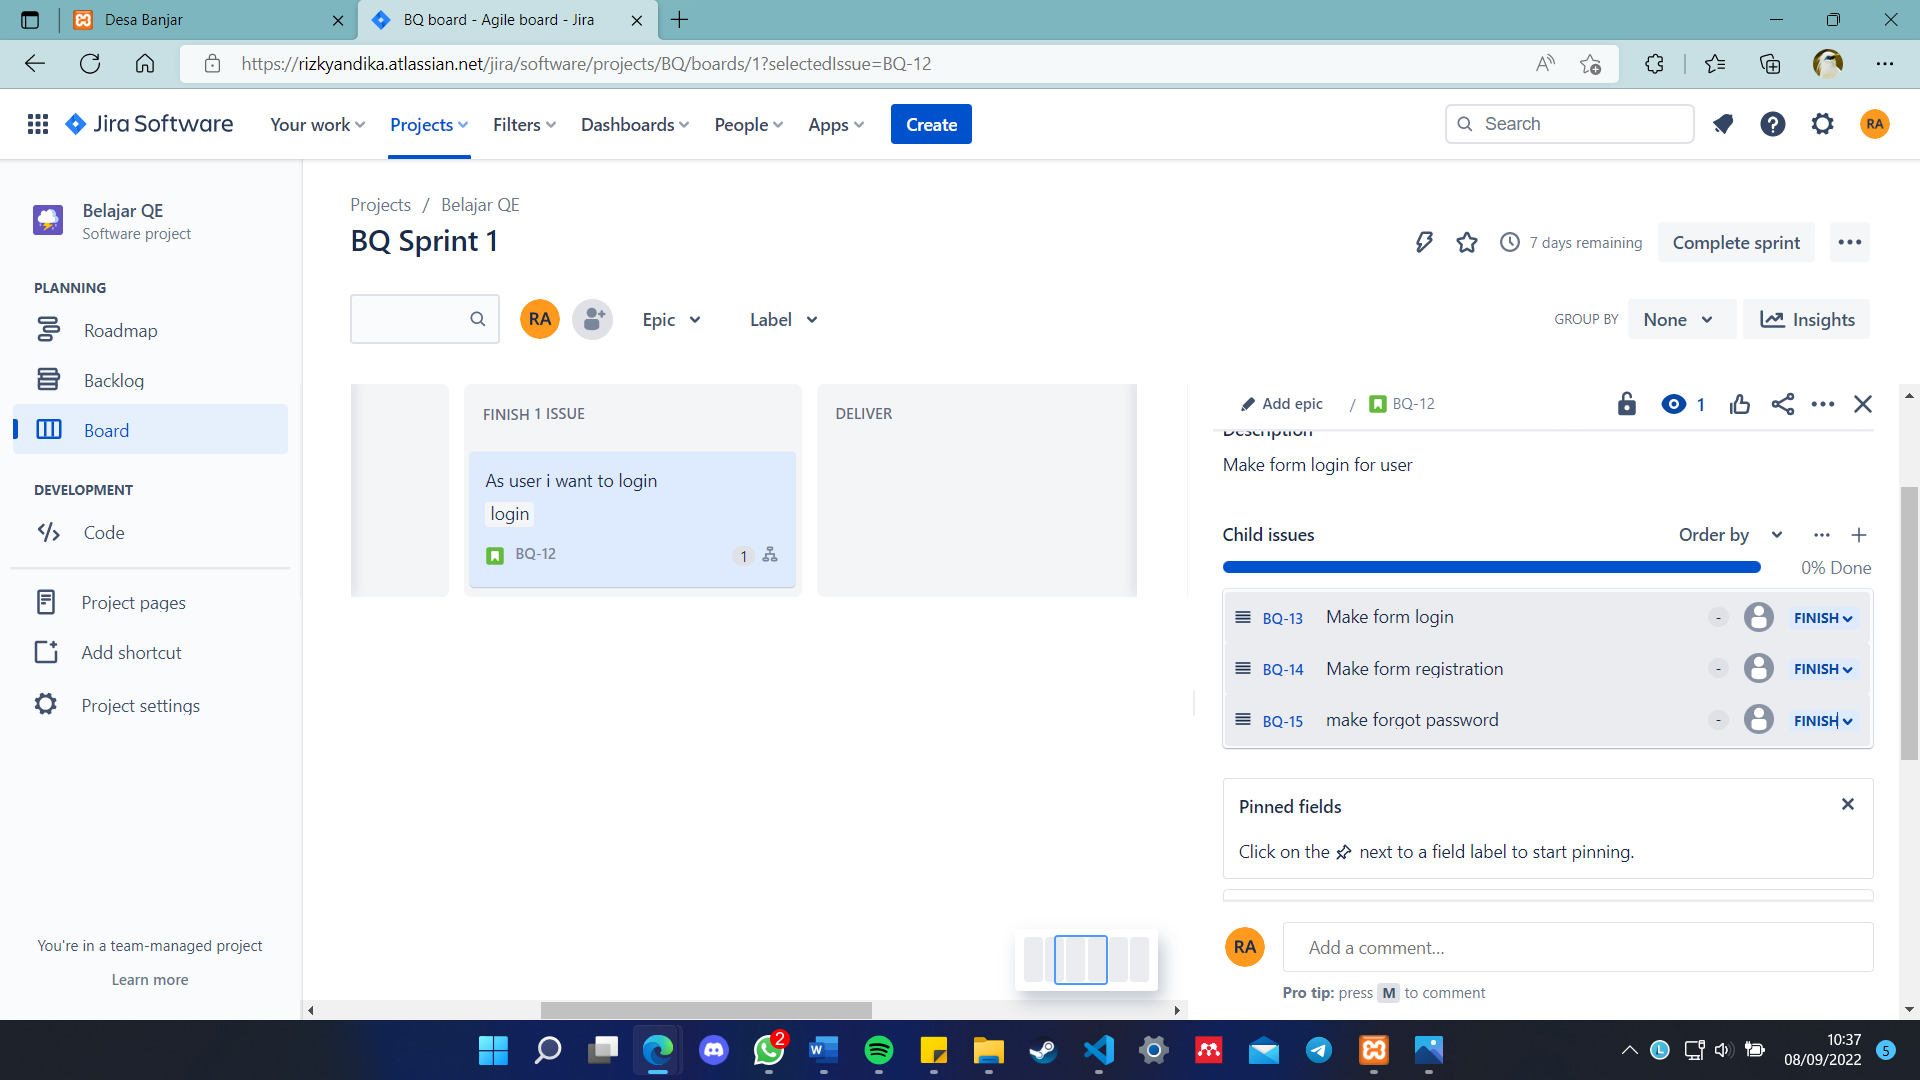 Desa Banjar
BQ board - Agile board - Jira
https://rizkyandika.atlassian.net/jira/software/projects/BQ/boards/1?selectedIssue=BQ-12
Jira Software
Your work
Projects
Filters
Dashboards
People
Apps
Create
Search
RA
Belajar QE
Software project
PLANNING
Roadmap
Backlog
Board
DEVELOPMENT
Code
Project pages
Add shortcut
Project settings
You're in a team-managed project
Learn more
Projects / Belajar QE
BQ Sprint 1
7 days remaining
Complete sprint
RA
Epic
Label
GROUP BY
None
Insights
FINISH 1 ISSUE
As user i want to login
login
BQ-12
1
DELIVER
Add epic / BQ-12
1
Description
Make form login for user
Child issues
Order by
0% Done
BQ-13 Make form login - FINISH
BQ-14 Make form registration - FINISH
BQ-15 make forgot password - FINISH
Pinned fields
Click on the next to a field label to start pinning.
RA
Add a comment...
Pro tip: press M to comment
2
10:37
08/09/2022
5